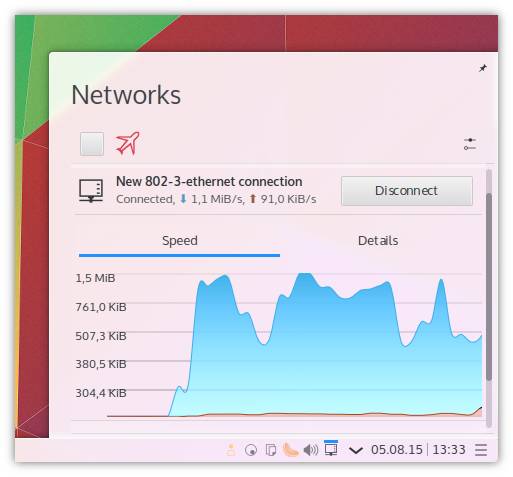 Networks
New 802-3-ethernet connection
Connected, ⬇ 1,1 MiB/s, ⬆ 91,0 KiB/s
Disconnect
Speed
Details
1,5 MiB
761,0 KiB
507,3 KiB
380,5 KiB
304,4 KiB
05.08.15
13:33